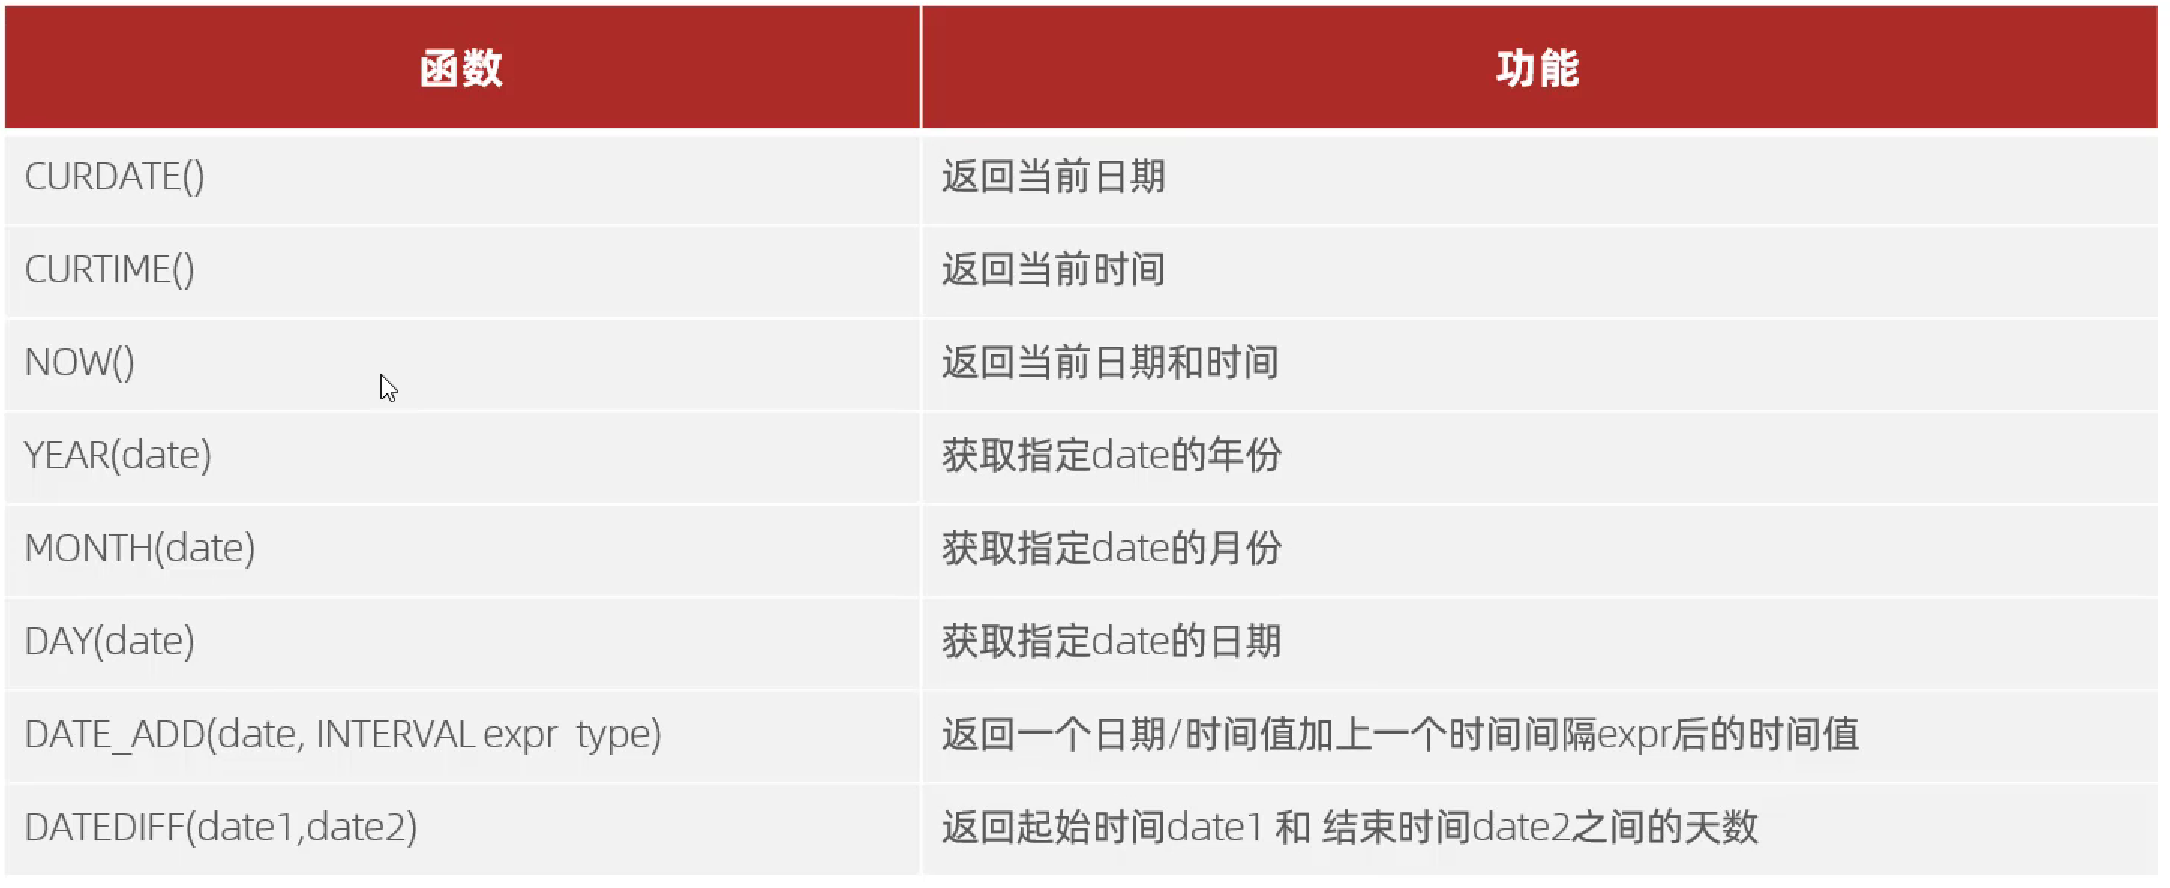 函数 功能
CURDATE() 返回当前日期
CURTIME() 返回当前时间
NOW() 返回当前日期和时间
YEAR(date) 获取指定date的年份
MONTH(date) 获取指定date的月份
DAY(date) 获取指定date的日期
DATE_ADD(date, INTERVAL expr type) 返回一个日期/时间值加上一个时间间隔expr后的时间值
DATEDIFF(date1,date2) 返回起始时间date1 和 结束时间date2之间的天数